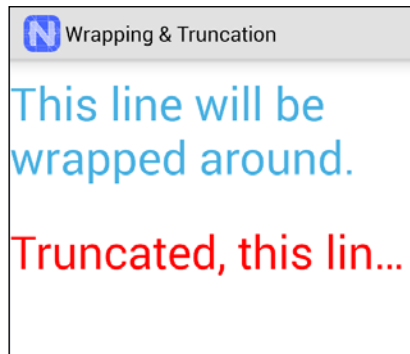 Wrapping & Truncation
This line will be
wrapped around.
Truncated, this lin...